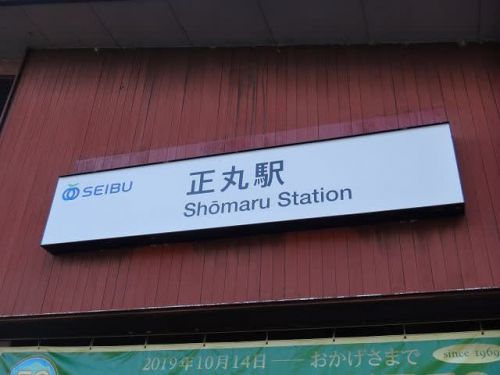 SEIBU
正丸駅
Shōmaru Station
2019年10月14日 ── おかげさまで
since 1969